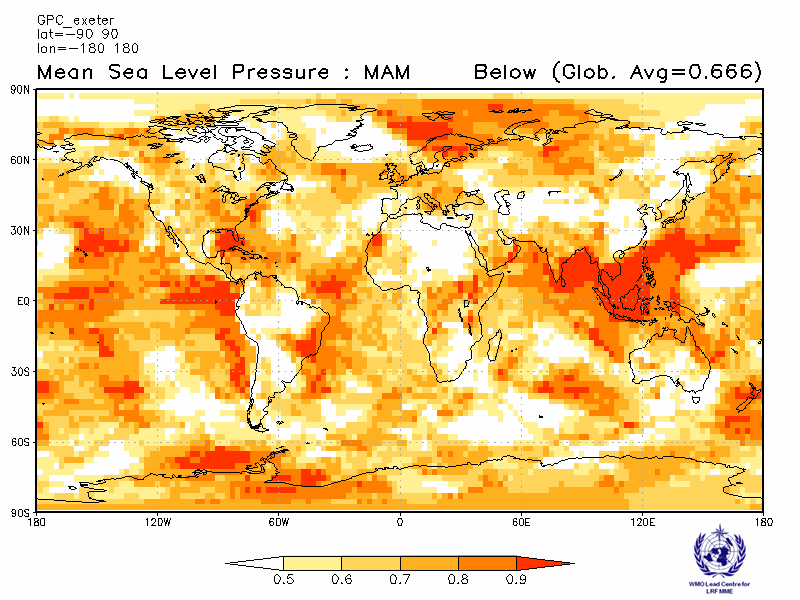 GPC_exeter
lat=-90 90
lon=-180 180
Mean Sea Level Pressure : MAM Below (Glob. Avg=0.666)
90N
60N
30N
EQ
30S
60S
90S
180 120W 60W 0 60E 120E 180
0.5 0.6 0.7 0.8 0.9
WMO Lead Centre for
LRF MME